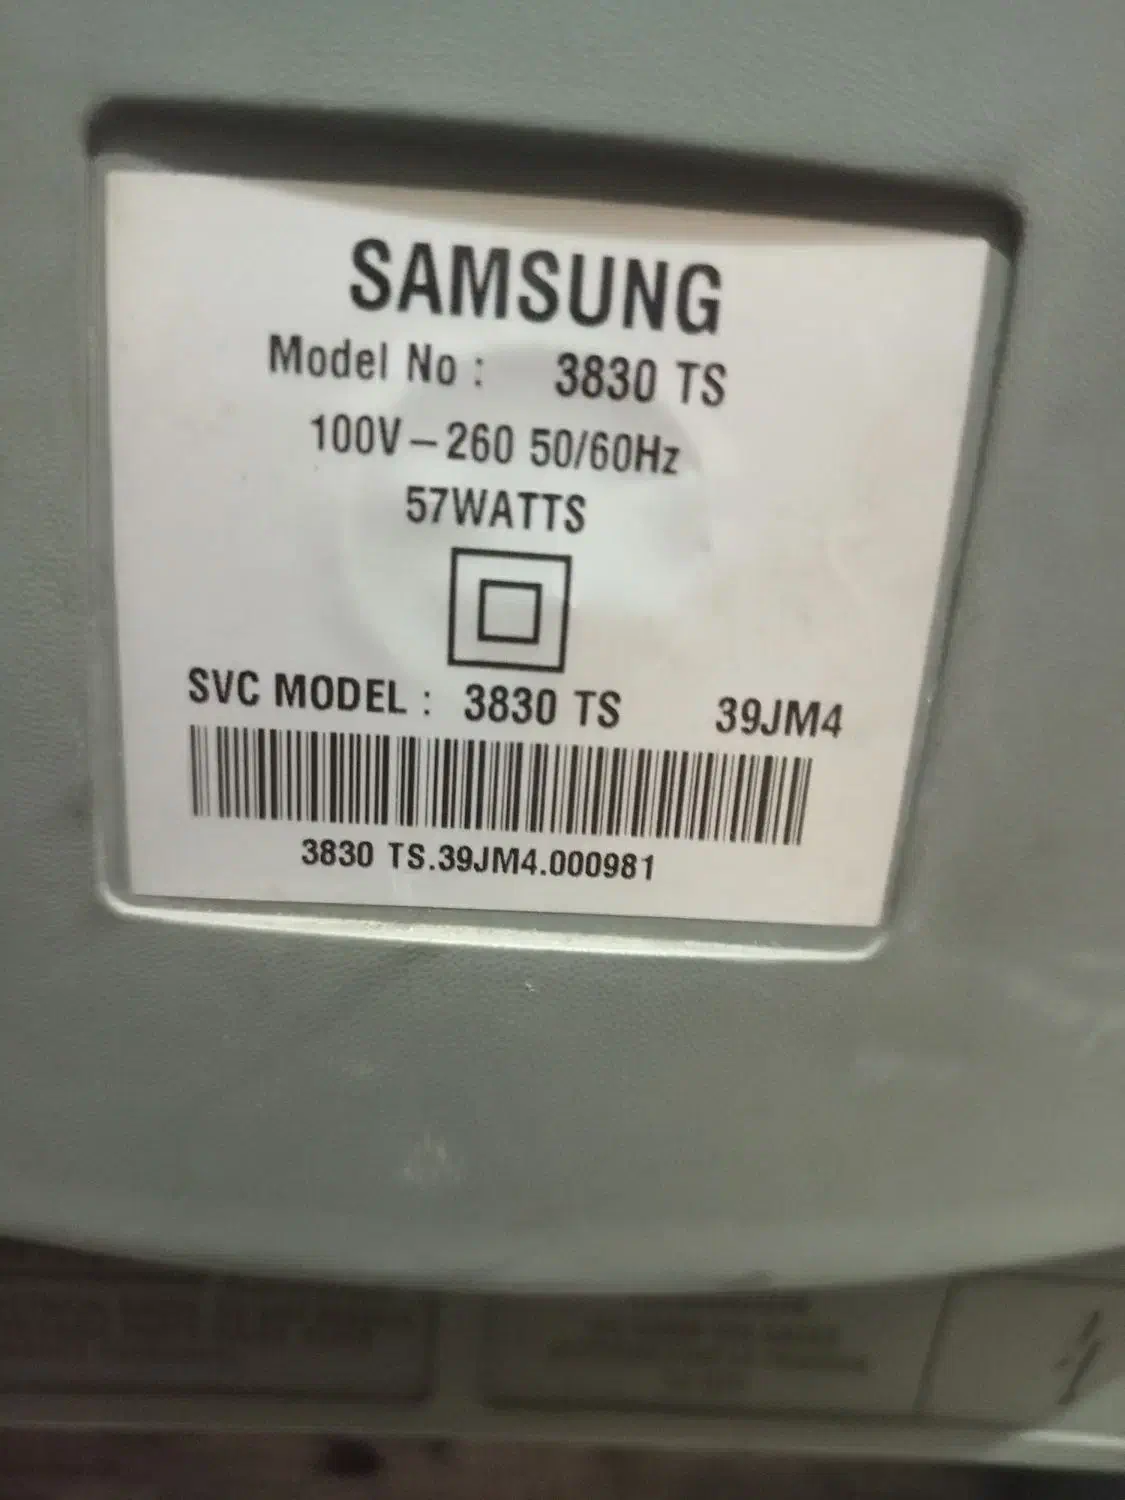 SAMSUNG
Model No : 3830 TS
100V – 260 50/60Hz
57WATTS
SVC MODEL : 3830 TS 39JM4
3830 TS.39JM4.000981